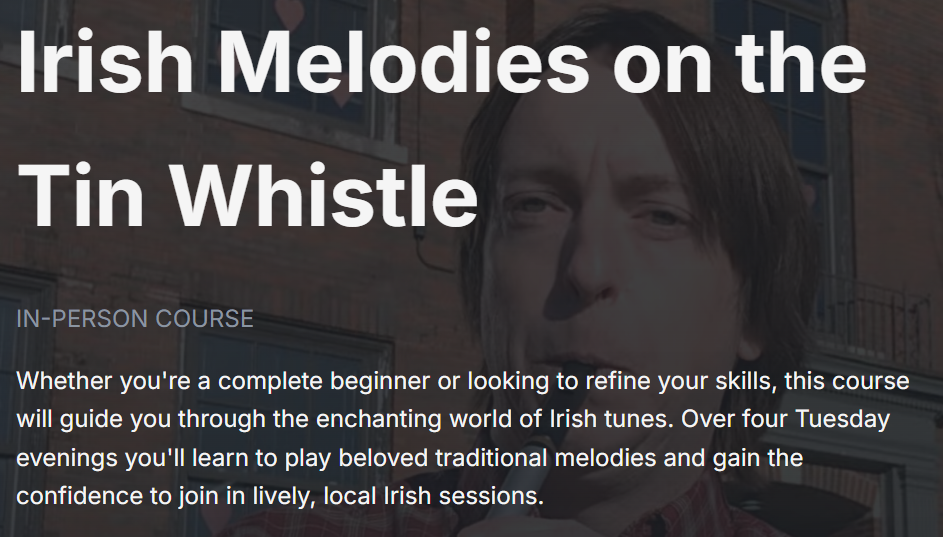 Irish Melodies on the
Tin Whistle
IN-PERSON COURSE
Whether you're a complete beginner or looking to refine your skills, this course
will guide you through the enchanting world of Irish tunes. Over four Tuesday
evenings you'll learn to play beloved traditional melodies and gain the
confidence to join in lively, local Irish sessions.